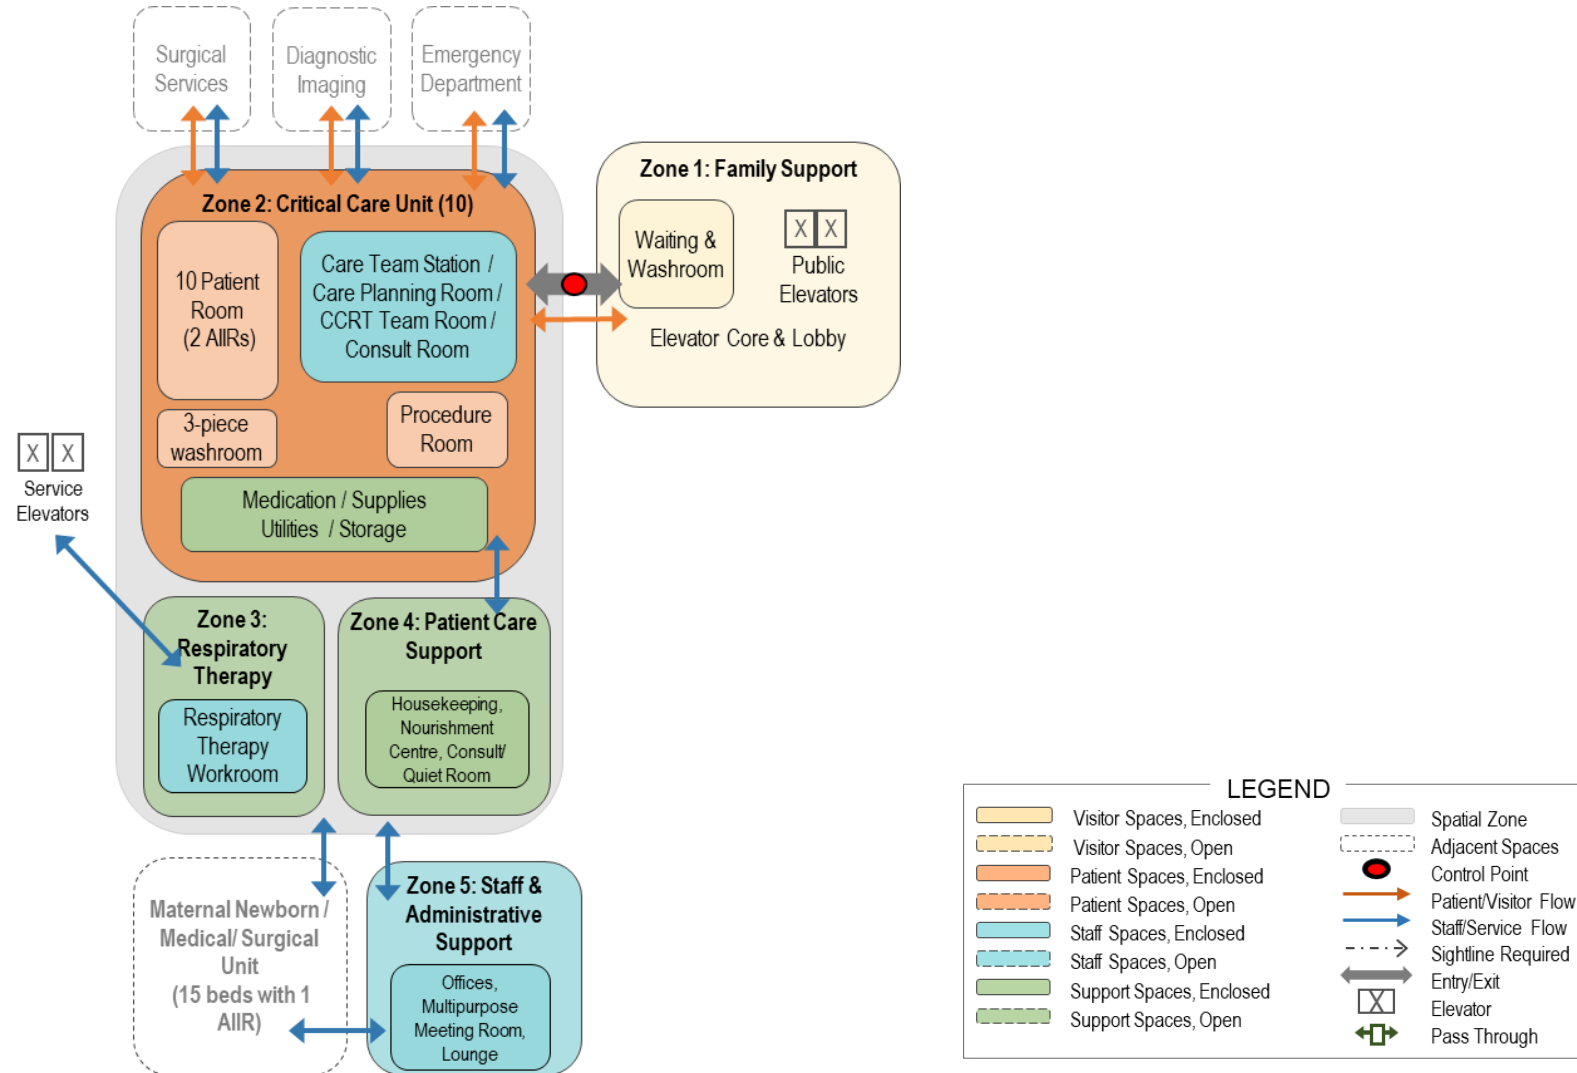 Surgical
Services
Diagnostic
Imaging
Emergency
Department
Zone 1: Family Support
Waiting &
Washroom
X X
Public
Elevators
Elevator Core & Lobby
Zone 2: Critical Care Unit (10)
10 Patient
Room
(2 AIIRs)
Care Team Station /
Care Planning Room /
CCRT Team Room /
Consult Room
3-piece
washroom
Procedure
Room
Medication / Supplies
Utilities / Storage
X X
Service
Elevators
Zone 3:
Respiratory
Therapy
Respiratory
Therapy
Workroom
Zone 4: Patient Care
Support
Housekeeping,
Nourishment
Centre, Consult/
Quiet Room
Maternal Newborn /
Medical/ Surgical
Unit
(15 beds with 1
AIIR)
Zone 5: Staff &
Administrative
Support
Offices,
Multipurpose
Meeting Room,
Lounge
LEGEND
Visitor Spaces, Enclosed
Visitor Spaces, Open
Patient Spaces, Enclosed
Patient Spaces, Open
Staff Spaces, Enclosed
Staff Spaces, Open
Support Spaces, Enclosed
Support Spaces, Open
Spatial Zone
Adjacent Spaces
Control Point
Patient/Visitor Flow
Staff/Service Flow
Sightline Required
Entry/Exit
X
Elevator
Pass Through